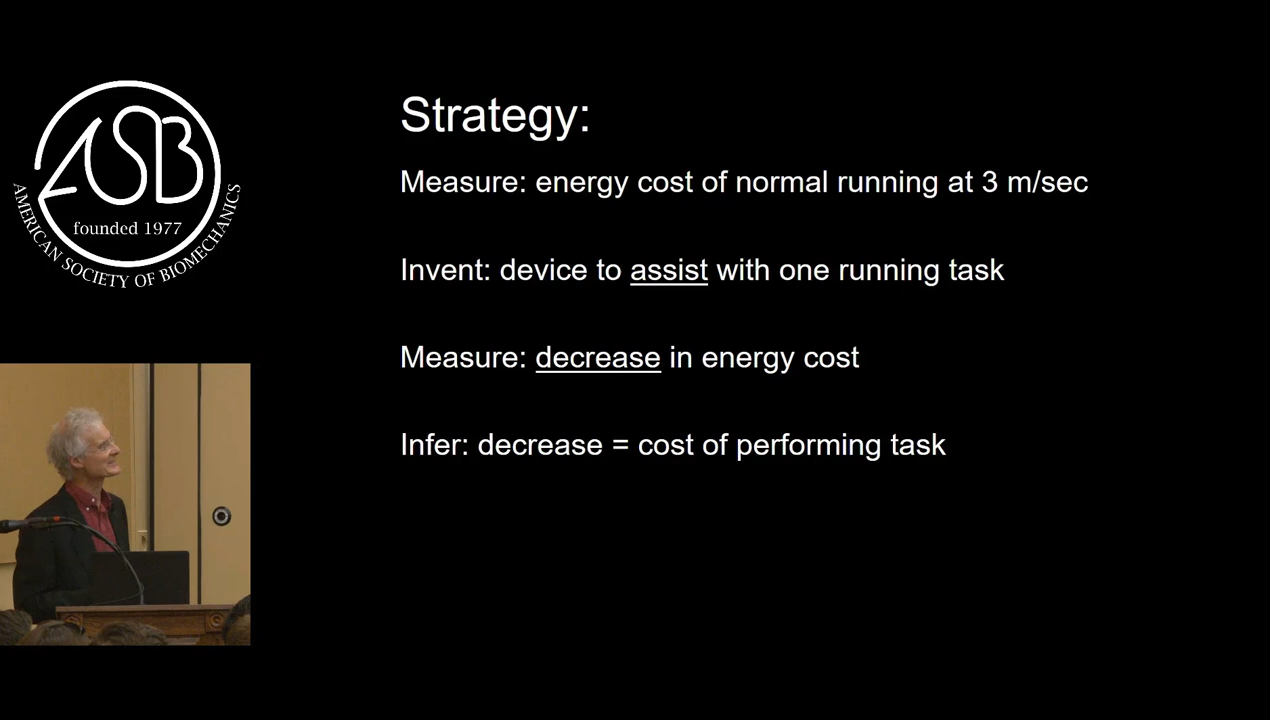 ASB
founded 1977
AMERICAN SOCIETY OF BIOMECHANICS
Strategy:
Measure: energy cost of normal running at 3 m/sec
Invent: device to assist with one running task
Measure: decrease in energy cost
Infer: decrease = cost of performing task